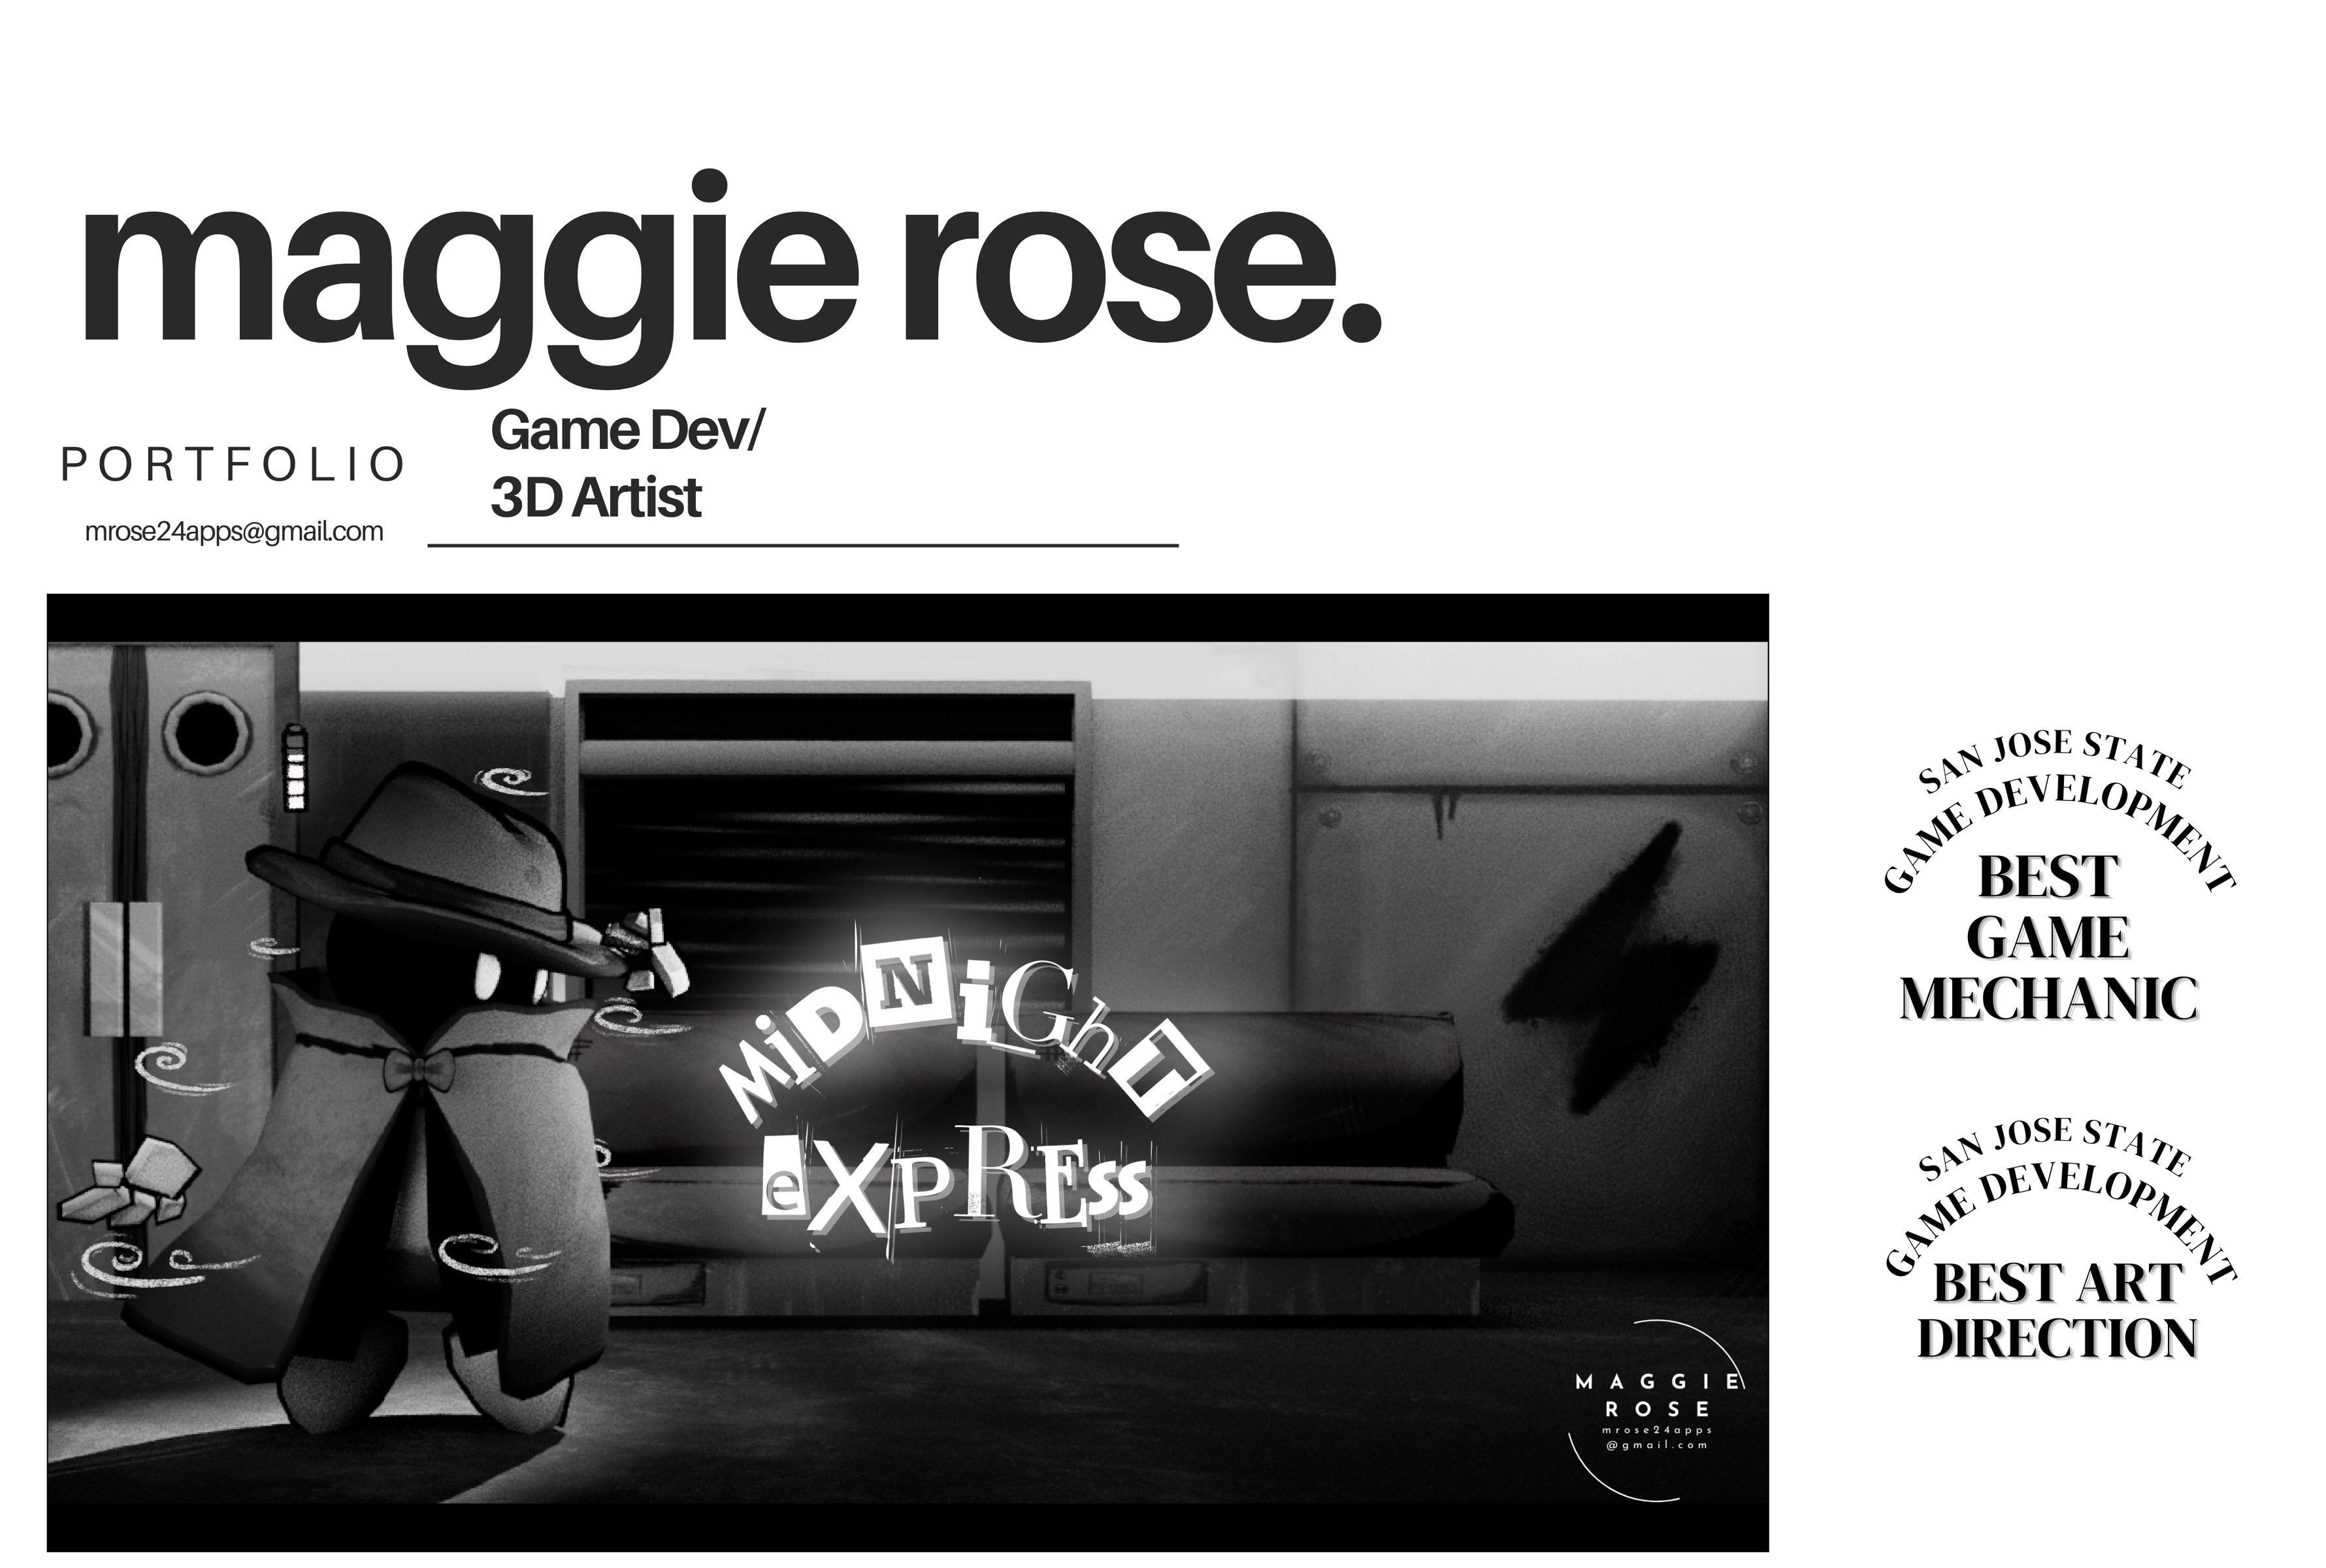 maggie rose.
PORTFOLIO
mrose24apps@gmail.com
Game Dev/
3D Artist
MiDNiGhT
eXPREss
MAGGIE
ROSE
mrose24apps
@gmail.com
SAN JOSE STATE
GAME DEVELOPMENT
BEST
GAME
MECHANIC
SAN JOSE STATE
GAME DEVELOPMENT
BEST ART
DIRECTION